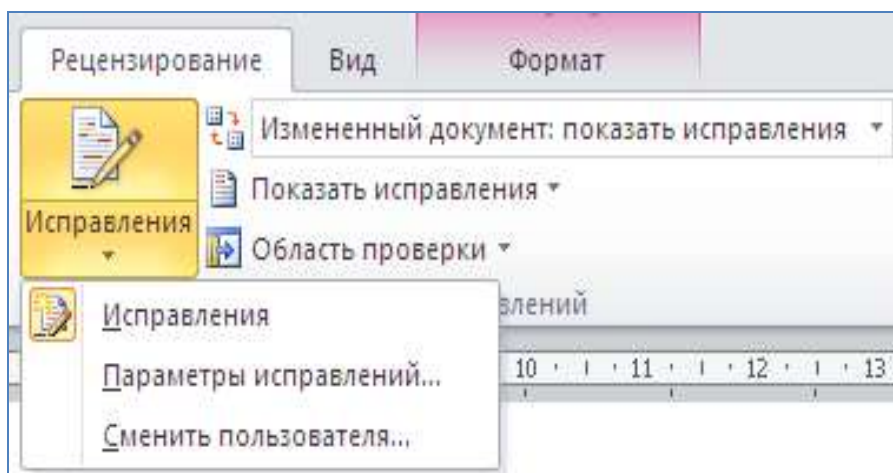 Рецензирование Вид Формат
Измененный документ: показать исправления
Показать исправления
Исправления
Область проверки
влений
Исправления
Параметры исправлений...
Сменить пользователя...
10 11 12 13